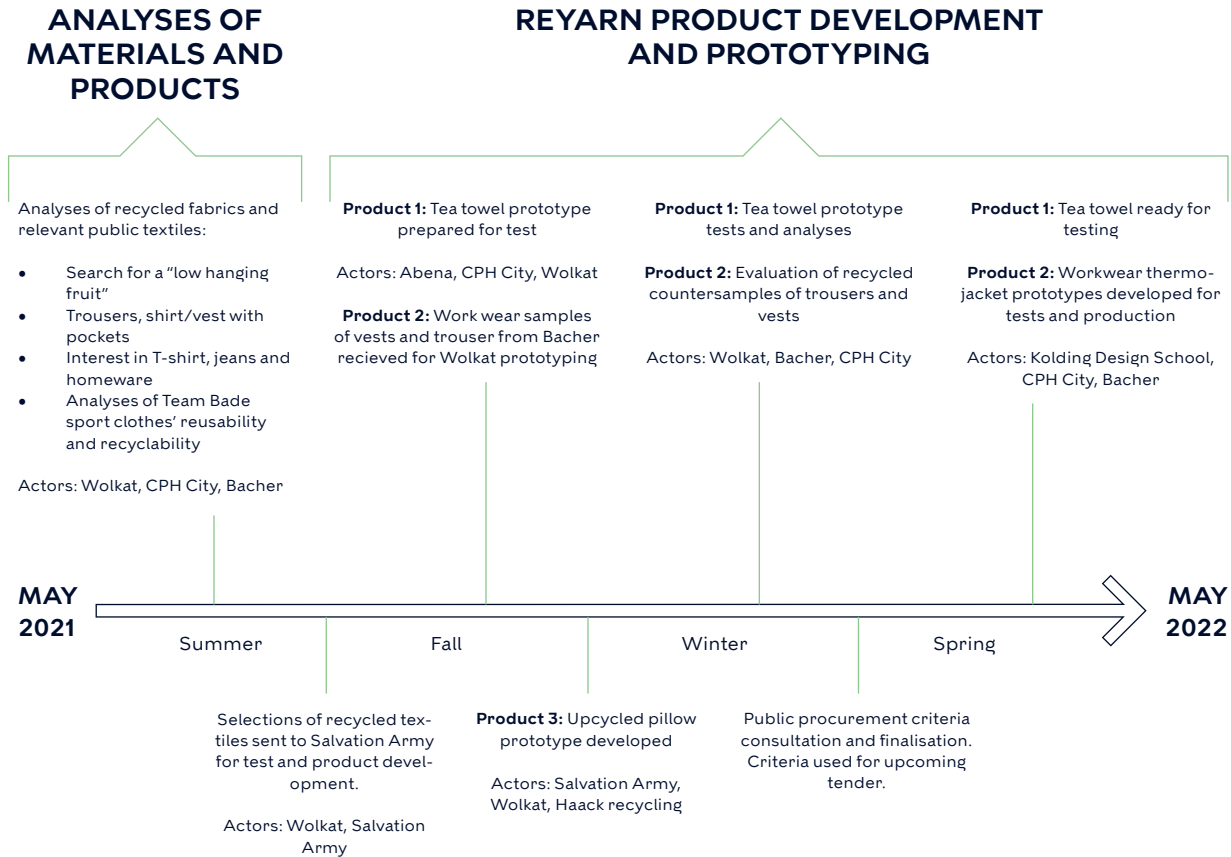 ANALYSES OF
MATERIALS AND
PRODUCTS
REYARN PRODUCT DEVELOPMENT
AND PROTOTYPING
Analyses of recycled fabrics and
relevant public textiles:
• Search for a “low hanging
fruit”
• Trousers, shirt/vest with
pockets
• Interest in T-shirt, jeans and
homeware
• Analyses of Team Bade
sport clothes’ reusability
and recyclability
Actors: Wolkat, CPH City, Bacher
Product 1: Tea towel prototype
prepared for test
Actors: Abena, CPH City, Wolkat
Product 2: Work wear samples
of vests and trouser from Bacher
recieved for Wolkat prototyping
Product 1: Tea towel prototype
tests and analyses
Product 2: Evaluation of recycled
countersamples of trousers and
vests
Actors: Wolkat, Bacher, CPH City
Product 1: Tea towel ready for
testing
Product 2: Workwear thermo-
jacket prototypes developed for
tests and production
Actors: Kolding Design School,
CPH City, Bacher
MAY
2021
MAY
2022
Summer
Fall
Winter
Spring
Selections of recycled tex-
tiles sent to Salvation Army
for test and product devel-
opment.
Actors: Wolkat, Salvation
Army
Product 3: Upcycled pillow
prototype developed
Actors: Salvation Army,
Wolkat, Haack recycling
Public procurement criteria
consultation and finalisation.
Criteria used for upcoming
tender.